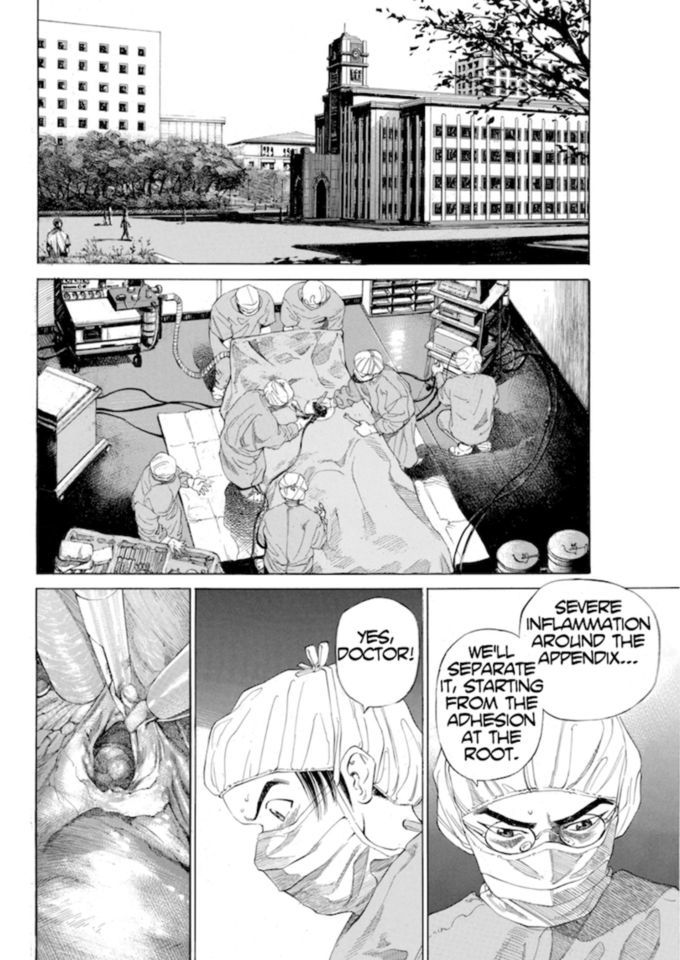 SEVERE
INFLAMMATION
AROUND THE
APPENDIX...
WE'LL
SEPARATE
IT, STARTING
FROM THE
ADHESION
AT THE
ROOT.
YES,
DOCTOR!